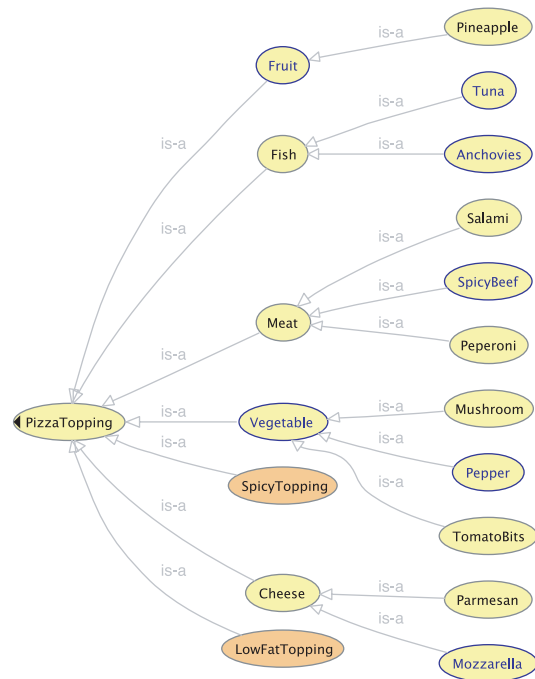 Pineapple
is-a
Fruit
Tuna
is-a
is-a
Fish
is-a
Anchovies
Salami
is-a
is-a
SpicyBeef
is-a
Meat
is-a
Peperoni
is-a
Mushroom
is-a
PizzaTopping
is-a
Vegetable
is-a
is-a
Pepper
SpicyTopping
is-a
is-a
TomatoBits
is-a
Cheese
is-a
Parmesan
is-a
LowFatTopping
Mozzarella